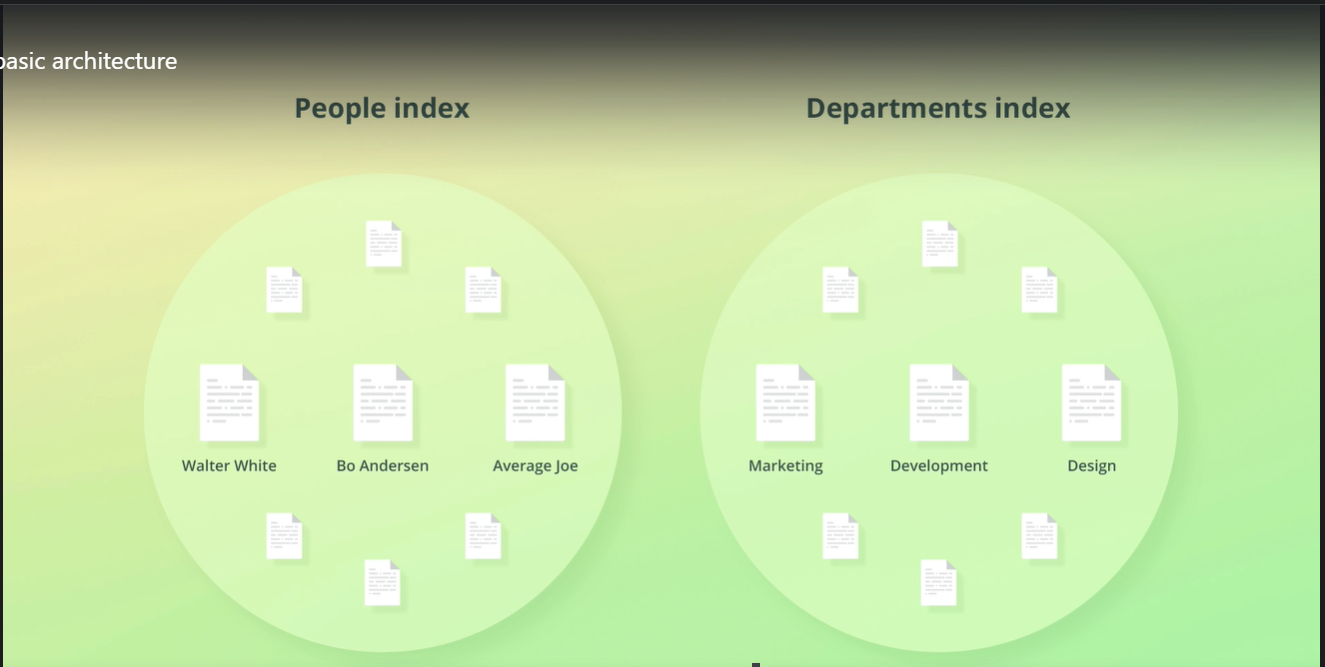 basic architecture
People index
Departments index
Walter White
Bo Andersen
Average Joe
Marketing
Development
Design